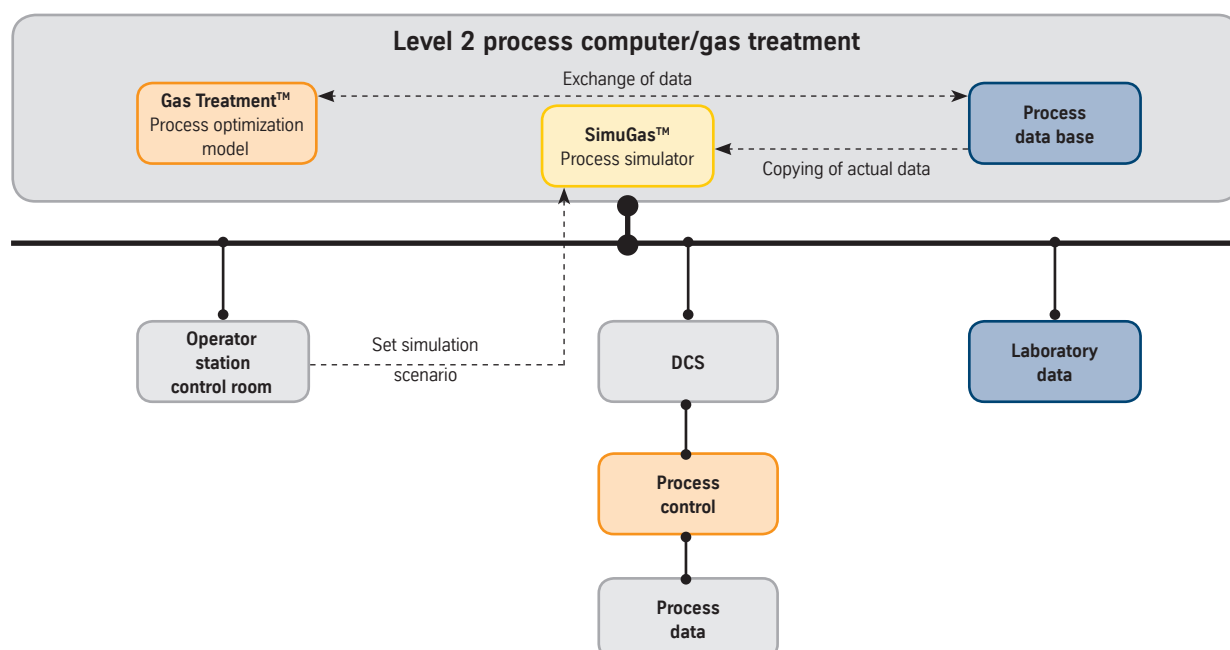 Level 2 process computer/gas treatment
Exchange of data
Gas Treatment™
Process optimization
model
SimuGas™
Process simulator
Process
data base
Copying of actual data
Operator
station
control room
Set simulation
scenario
DCS
Laboratory
data
Process
control
Process
data